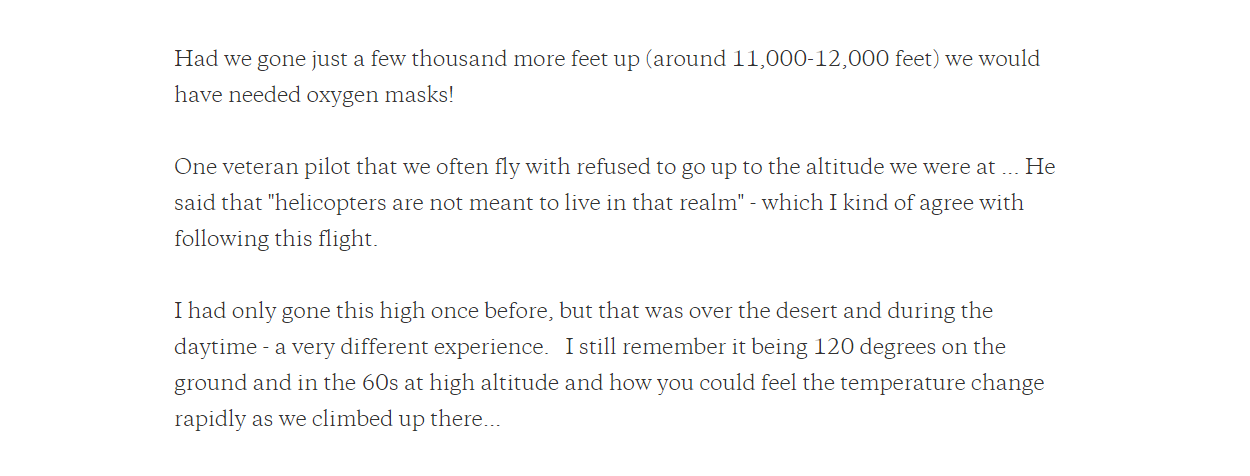 Had we gone just a few thousand more feet up (around 11,000-12,000 feet) we would
have needed oxygen masks!
One veteran pilot that we often fly with refused to go up to the altitude we were at ... He
said that "helicopters are not meant to live in that realm" - which I kind of agree with
following this flight.
I had only gone this high once before, but that was over the desert and during the
daytime - a very different experience.   I still remember it being 120 degrees on the
ground and in the 60s at high altitude and how you could feel the temperature change
rapidly as we climbed up there...